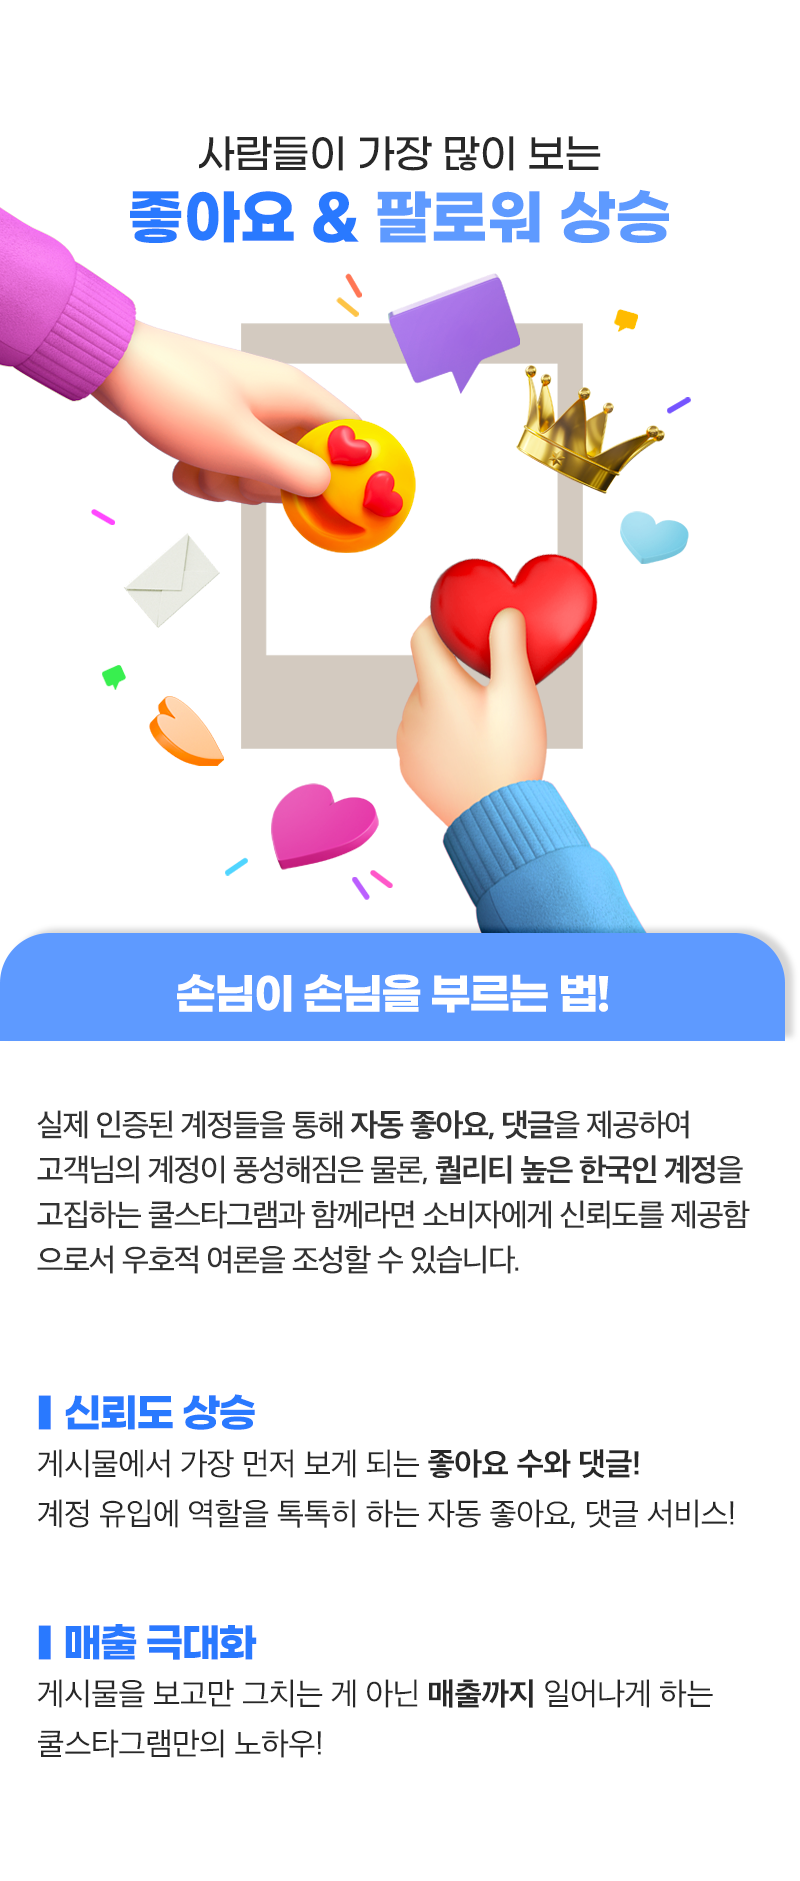 사람들이 가장 많이 보는
좋아요 & 팔로워 상승
손님이 손님을 부르는 법!
실제 인증된 계정들을 통해 자동 좋아요, 댓글을 제공하여
고객님의 계정이 풍성해짐은 물론, 퀄리티 높은 한국인 계정을
고집하는 쿨스타그램과 함께라면 소비자에게 신뢰도를 제공함
으로서 우호적 여론을 조성할 수 있습니다.
신뢰도 상승
게시물에서 가장 먼저 보게 되는 좋아요 수와 댓글!
계정 유입에 역할을 톡톡히 하는 자동 좋아요, 댓글 서비스!
매출 극대화
게시물을 보고만 그치는 게 아닌 매출까지 일어나게 하는
쿨스타그램만의 노하우!